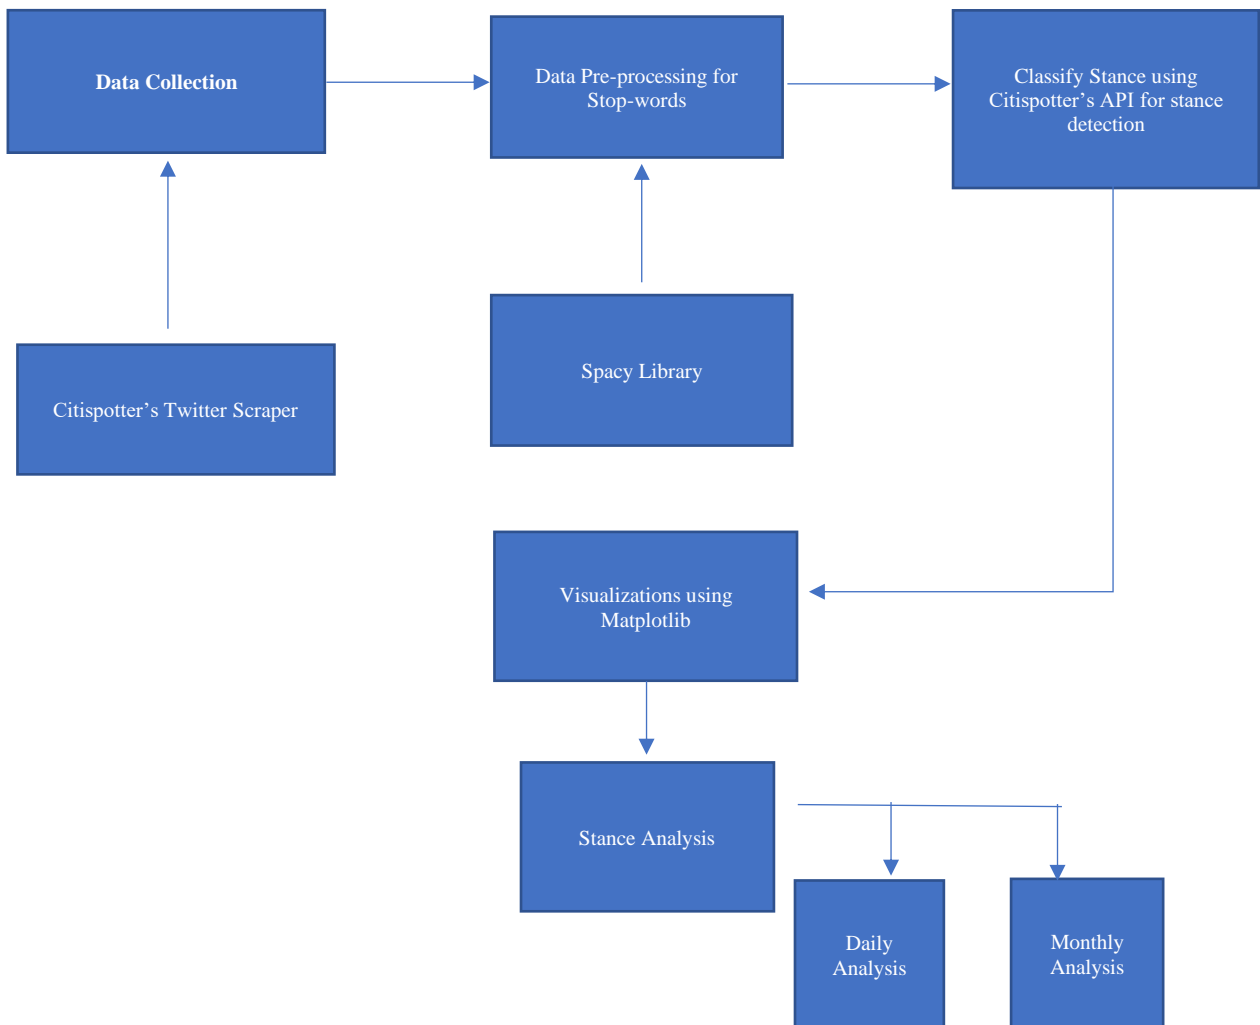 Data Collection
Data Pre-processing for
Stop-words
Classify Stance using
Citispotter’s API for stance
detection
Citispotter’s Twitter Scraper
Spacy Library
Visualizations using
Matplotlib
Stance Analysis
Daily
Analysis
Monthly
Analysis